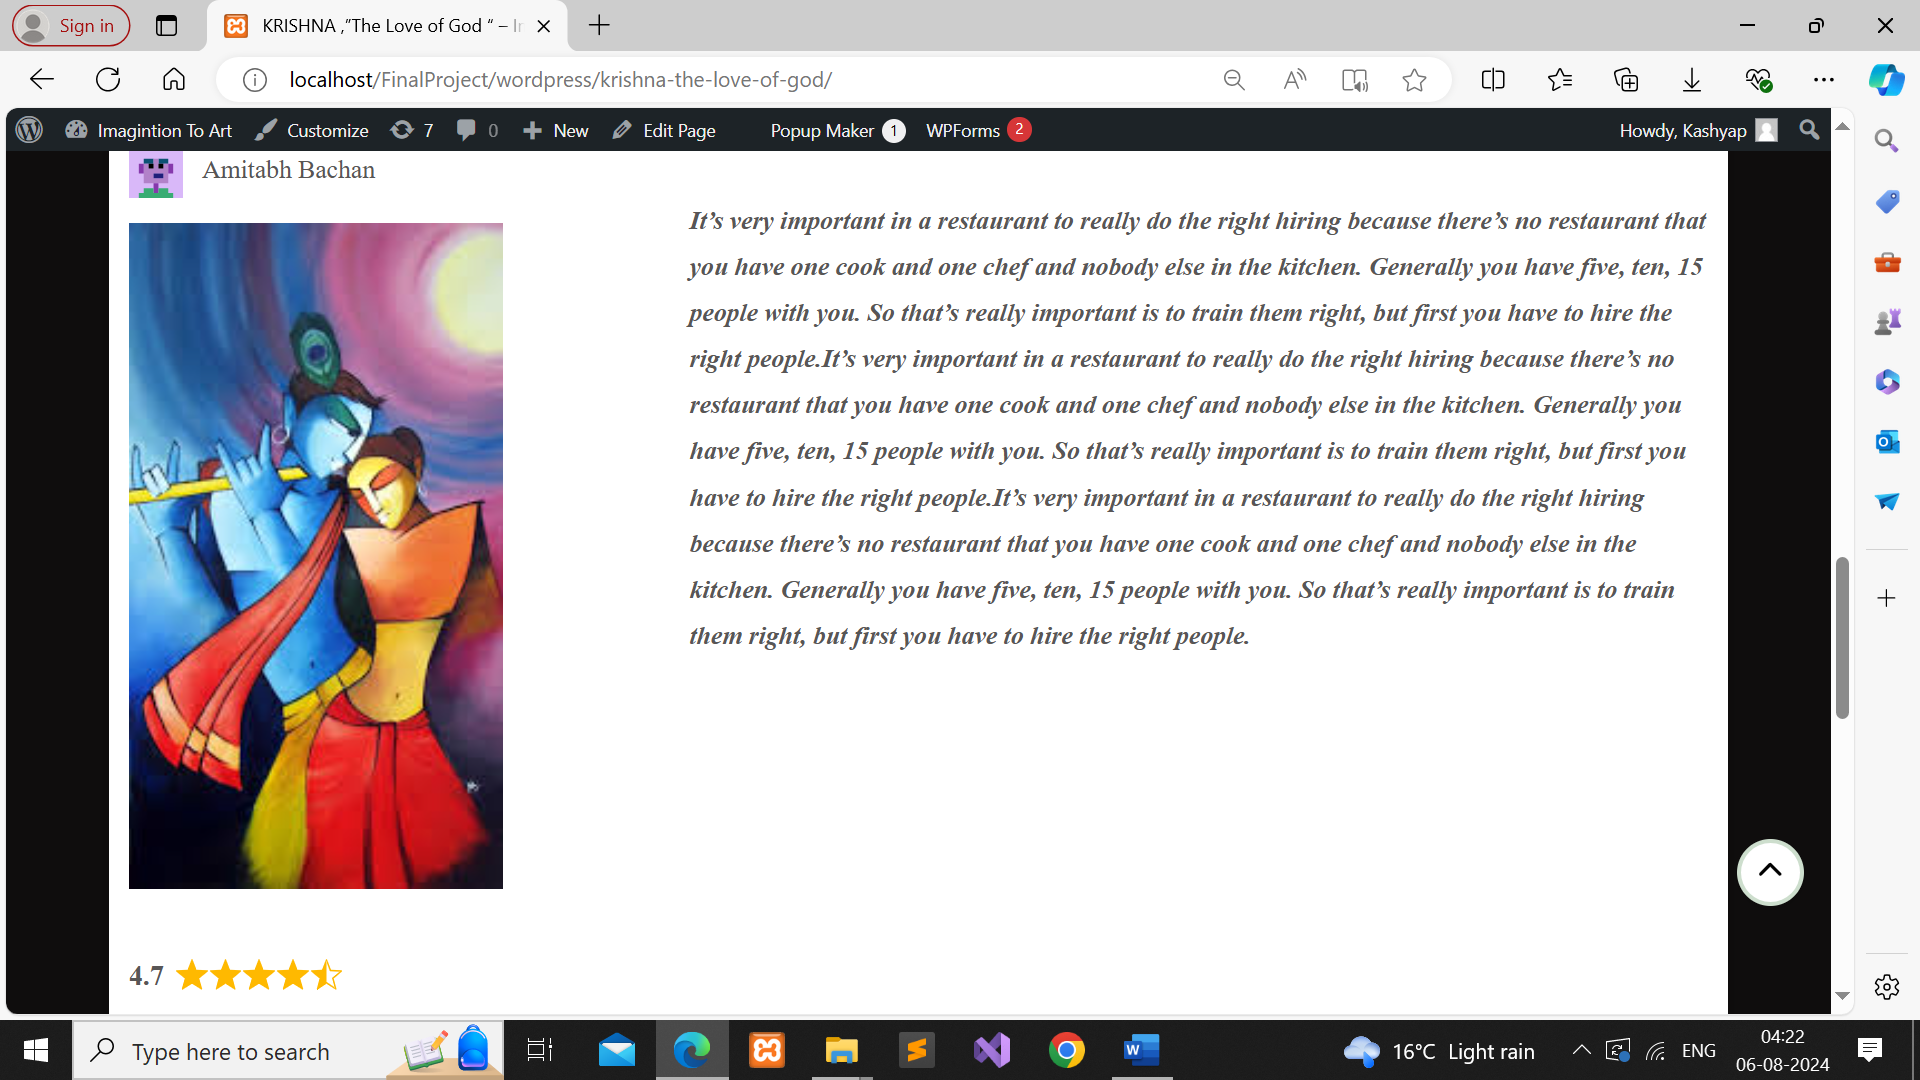 Sign in
KRISHNA ,”The Love of God “ – In
localhost/FinalProject/wordpress/krishna-the-love-of-god/
Imagintion To Art Customize 7 0 New Edit Page Popup Maker 1 WPForms 2 Howdy, Kashyap
Amitabh Bachan
It’s very important in a restaurant to really do the right hiring because there’s no restaurant that
you have one cook and one chef and nobody else in the kitchen. Generally you have five, ten, 15
people with you. So that’s really important is to train them right, but first you have to hire the
right people.It’s very important in a restaurant to really do the right hiring because there’s no
restaurant that you have one cook and one chef and nobody else in the kitchen. Generally you
have five, ten, 15 people with you. So that’s really important is to train them right, but first you
have to hire the right people.It’s very important in a restaurant to really do the right hiring
because there’s no restaurant that you have one cook and one chef and nobody else in the
kitchen. Generally you have five, ten, 15 people with you. So that’s really important is to train
them right, but first you have to hire the right people.
4.7
Type here to search
16°C Light rain
ENG
04:22
06-08-2024